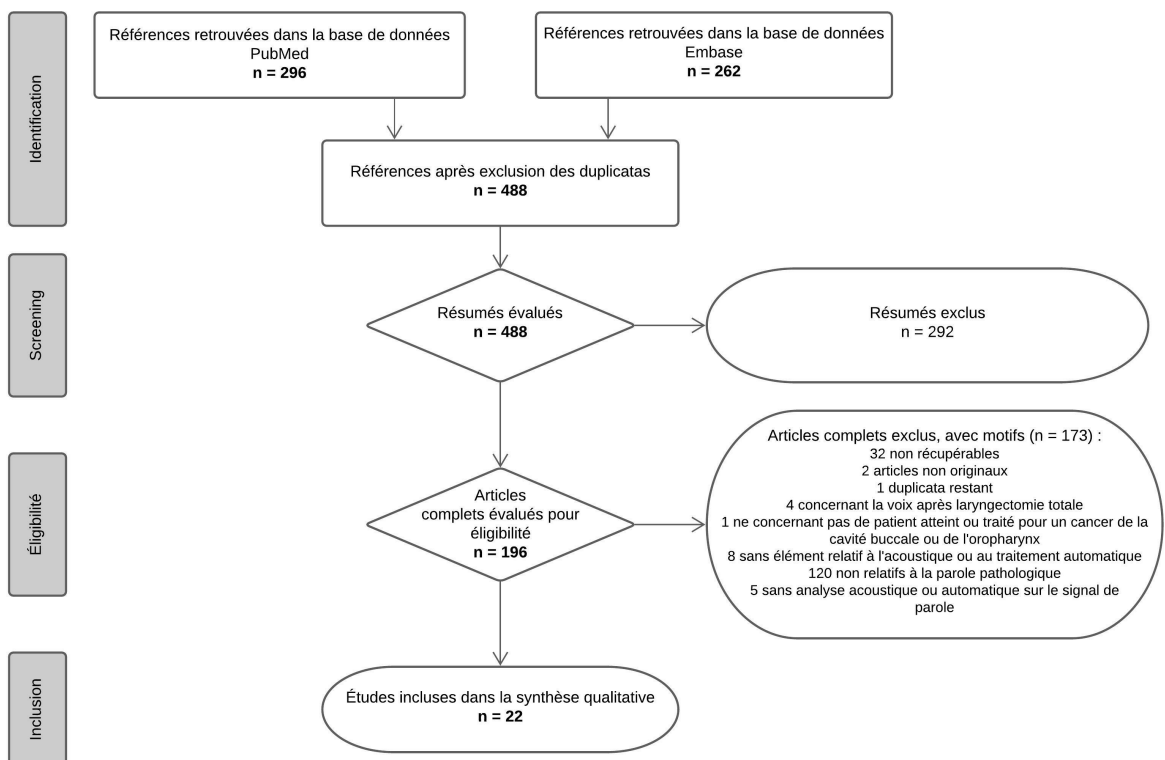 Identification
Références retrouvées dans la base de données
PubMed
n = 296
Références retrouvées dans la base de données
Embase
n = 262
Références après exclusion des duplicatas
n = 488
Screening
Résumés évalués
n = 488
Résumés exclus
n = 292
Éligibilité
Articles
complets évalués pour
éligibilité
n = 196
Articles complets exclus, avec motifs (n = 173) :
32 non récupérables
2 articles non originaux
1 duplicata restant
4 concernant la voix après laryngectomie totale
1 ne concernant pas de patient atteint ou traité pour un cancer de la
cavité buccale ou de l'oropharynx
8 sans élément relatif à l'acoustique ou au traitement automatique
120 non relatifs à la parole pathologique
5 sans analyse acoustique ou automatique sur le signal de
parole
Inclusion
Études incluses dans la synthèse qualitative
n = 22